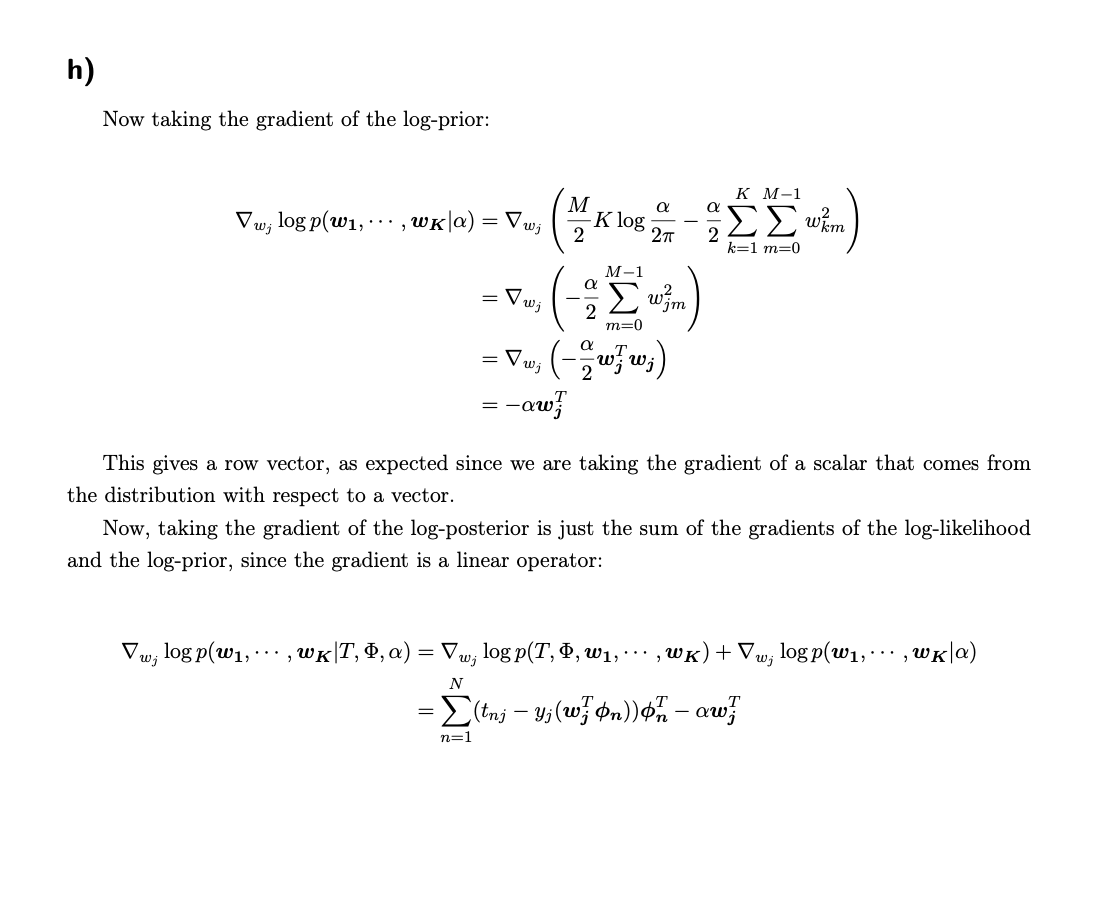 h)
Now taking the gradient of the log-prior:
$\nabla_{w_j} \log p(\boldsymbol{w_1}, \cdots, \boldsymbol{w_K}|\alpha) = \nabla_{w_j} \left( \frac{M}{2} K \log \frac{\alpha}{2\pi} - \frac{\alpha}{2} \sum_{k=1}^{K} \sum_{m=0}^{M-1} w_{km}^2 \right)$
$= \nabla_{w_j} \left( -\frac{\alpha}{2} \sum_{m=0}^{M-1} w_{jm}^2 \right)$
$= \nabla_{w_j} \left( -\frac{\alpha}{2} \boldsymbol{w_j^T} \boldsymbol{w_j} \right)$
$= -\alpha \boldsymbol{w_j^T}$
This gives a row vector, as expected since we are taking the gradient of a scalar that comes from
the distribution with respect to a vector.
Now, taking the gradient of the log-posterior is just the sum of the gradients of the log-likelihood
and the log-prior, since the gradient is a linear operator:
$\nabla_{w_j} \log p(\boldsymbol{w_1}, \cdots, \boldsymbol{w_K}|T, \Phi, \alpha) = \nabla_{w_j} \log p(T, \Phi, \boldsymbol{w_1}, \cdots, \boldsymbol{w_K}) + \nabla_{w_j} \log p(\boldsymbol{w_1}, \cdots, \boldsymbol{w_K}|\alpha)$
$= \sum_{n=1}^{N} (t_{nj} - y_j(\boldsymbol{w_j^T} \boldsymbol{\phi_n})) \boldsymbol{\phi_n^T} - \alpha \boldsymbol{w_j^T}$